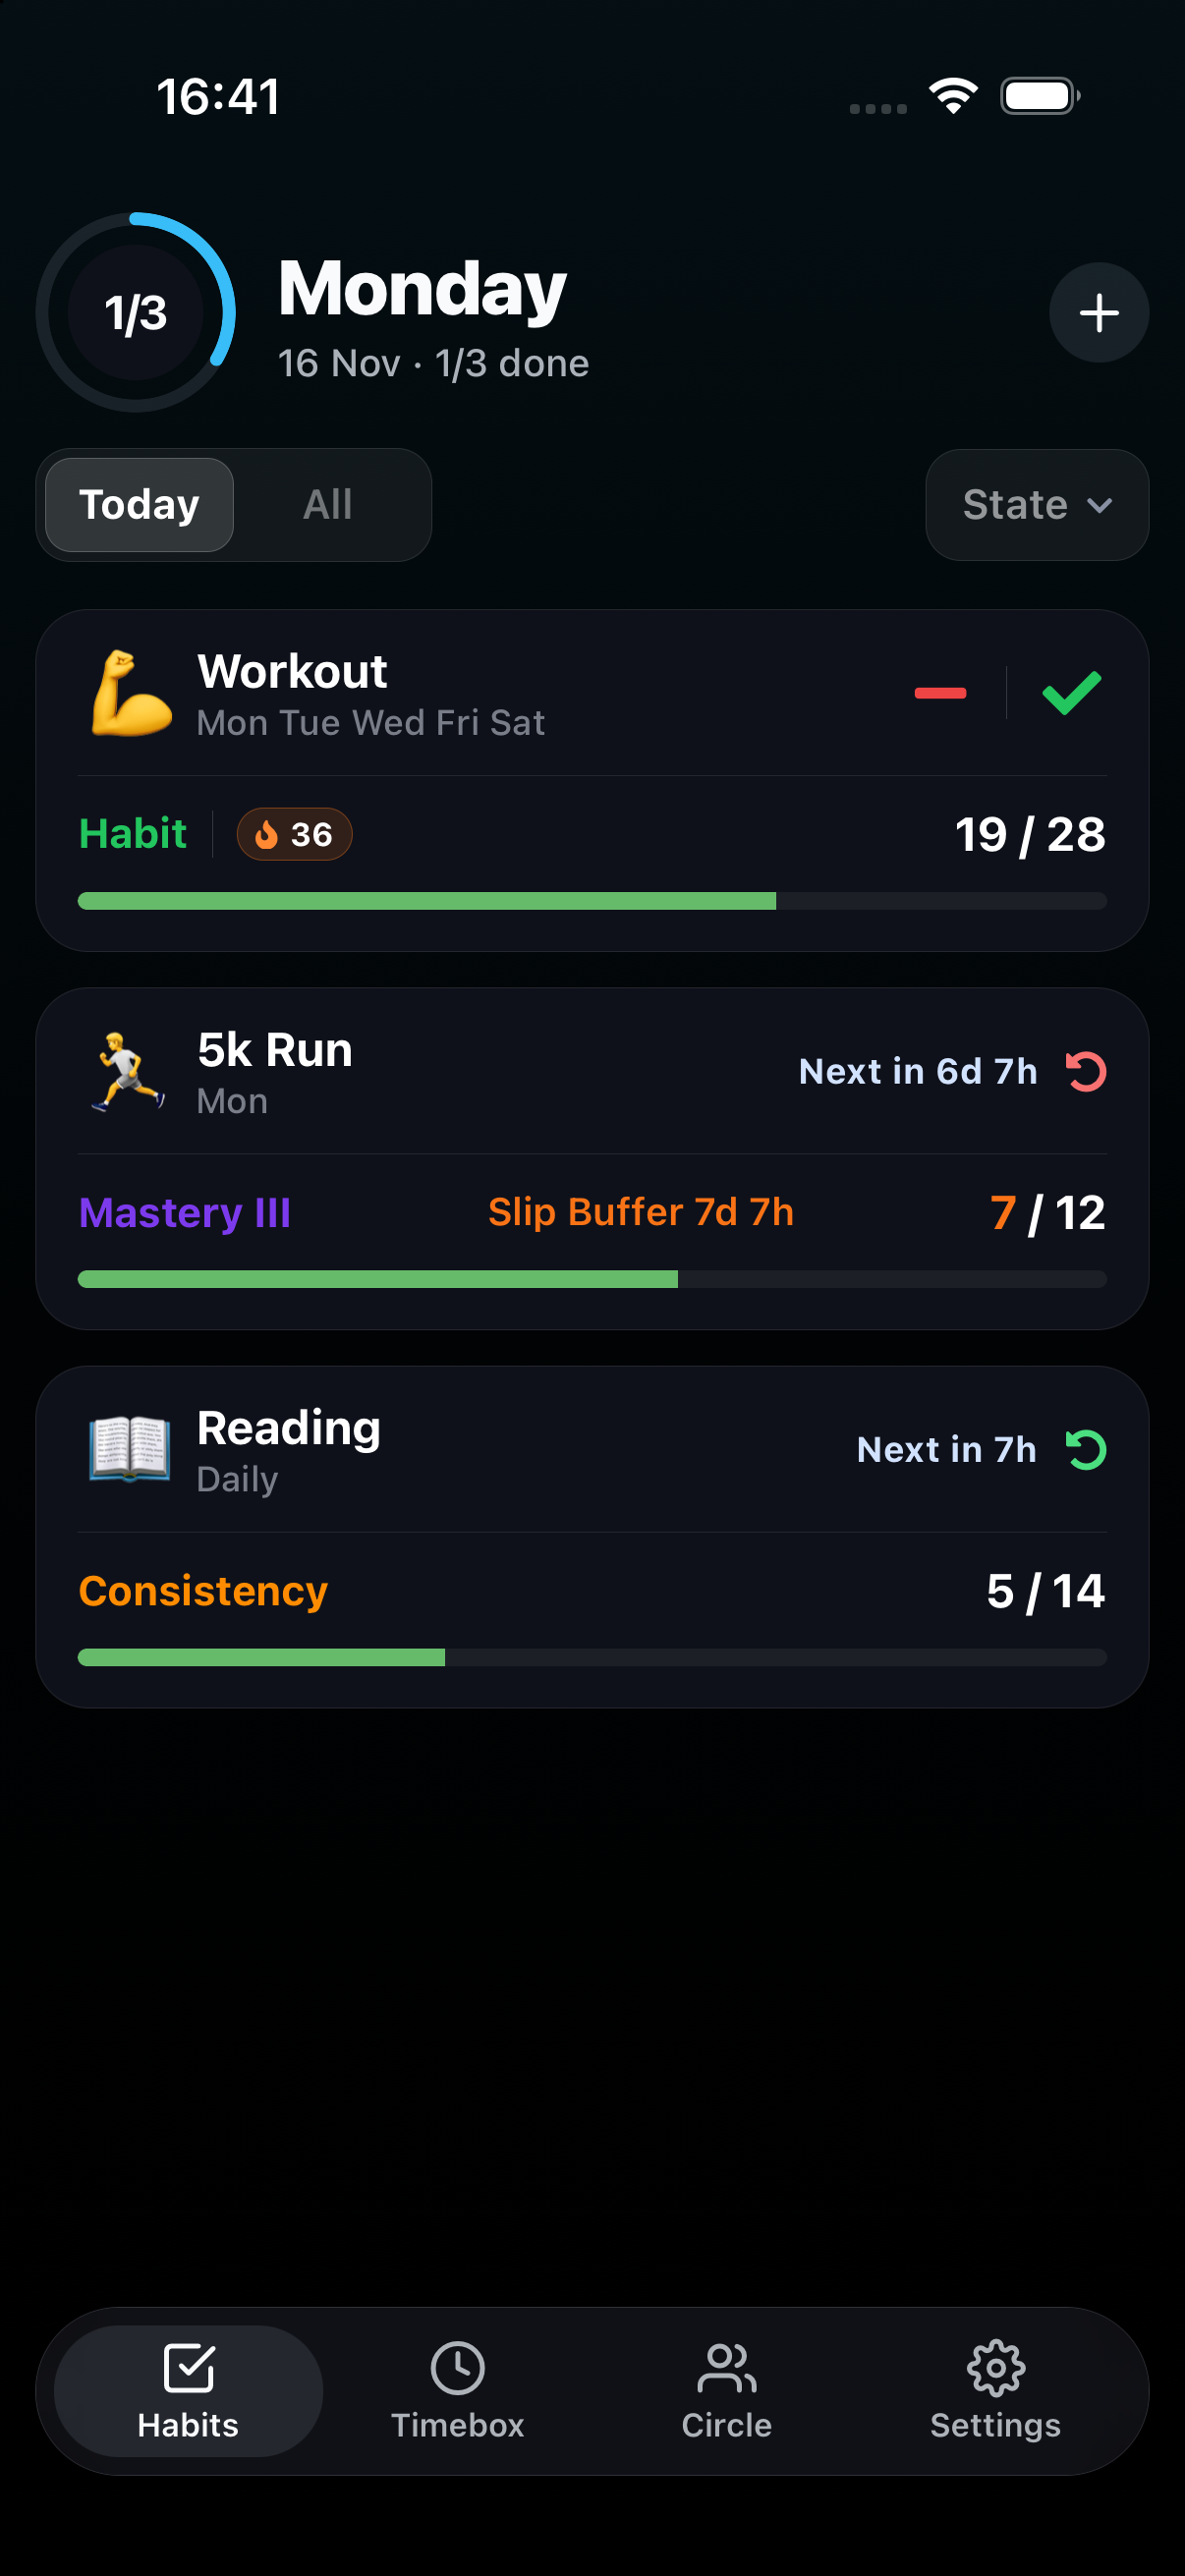 16:41
1/3
Monday
16 Nov · 1/3 done
Today
All
State
Workout
Mon Tue Wed Fri Sat
Habit
36
19 / 28
5k Run
Mon
Next in 6d 7h
Mastery III
Slip Buffer 7d 7h
7 / 12
Reading
Daily
Next in 7h
Consistency
5 / 14
Habits
Timebox
Circle
Settings